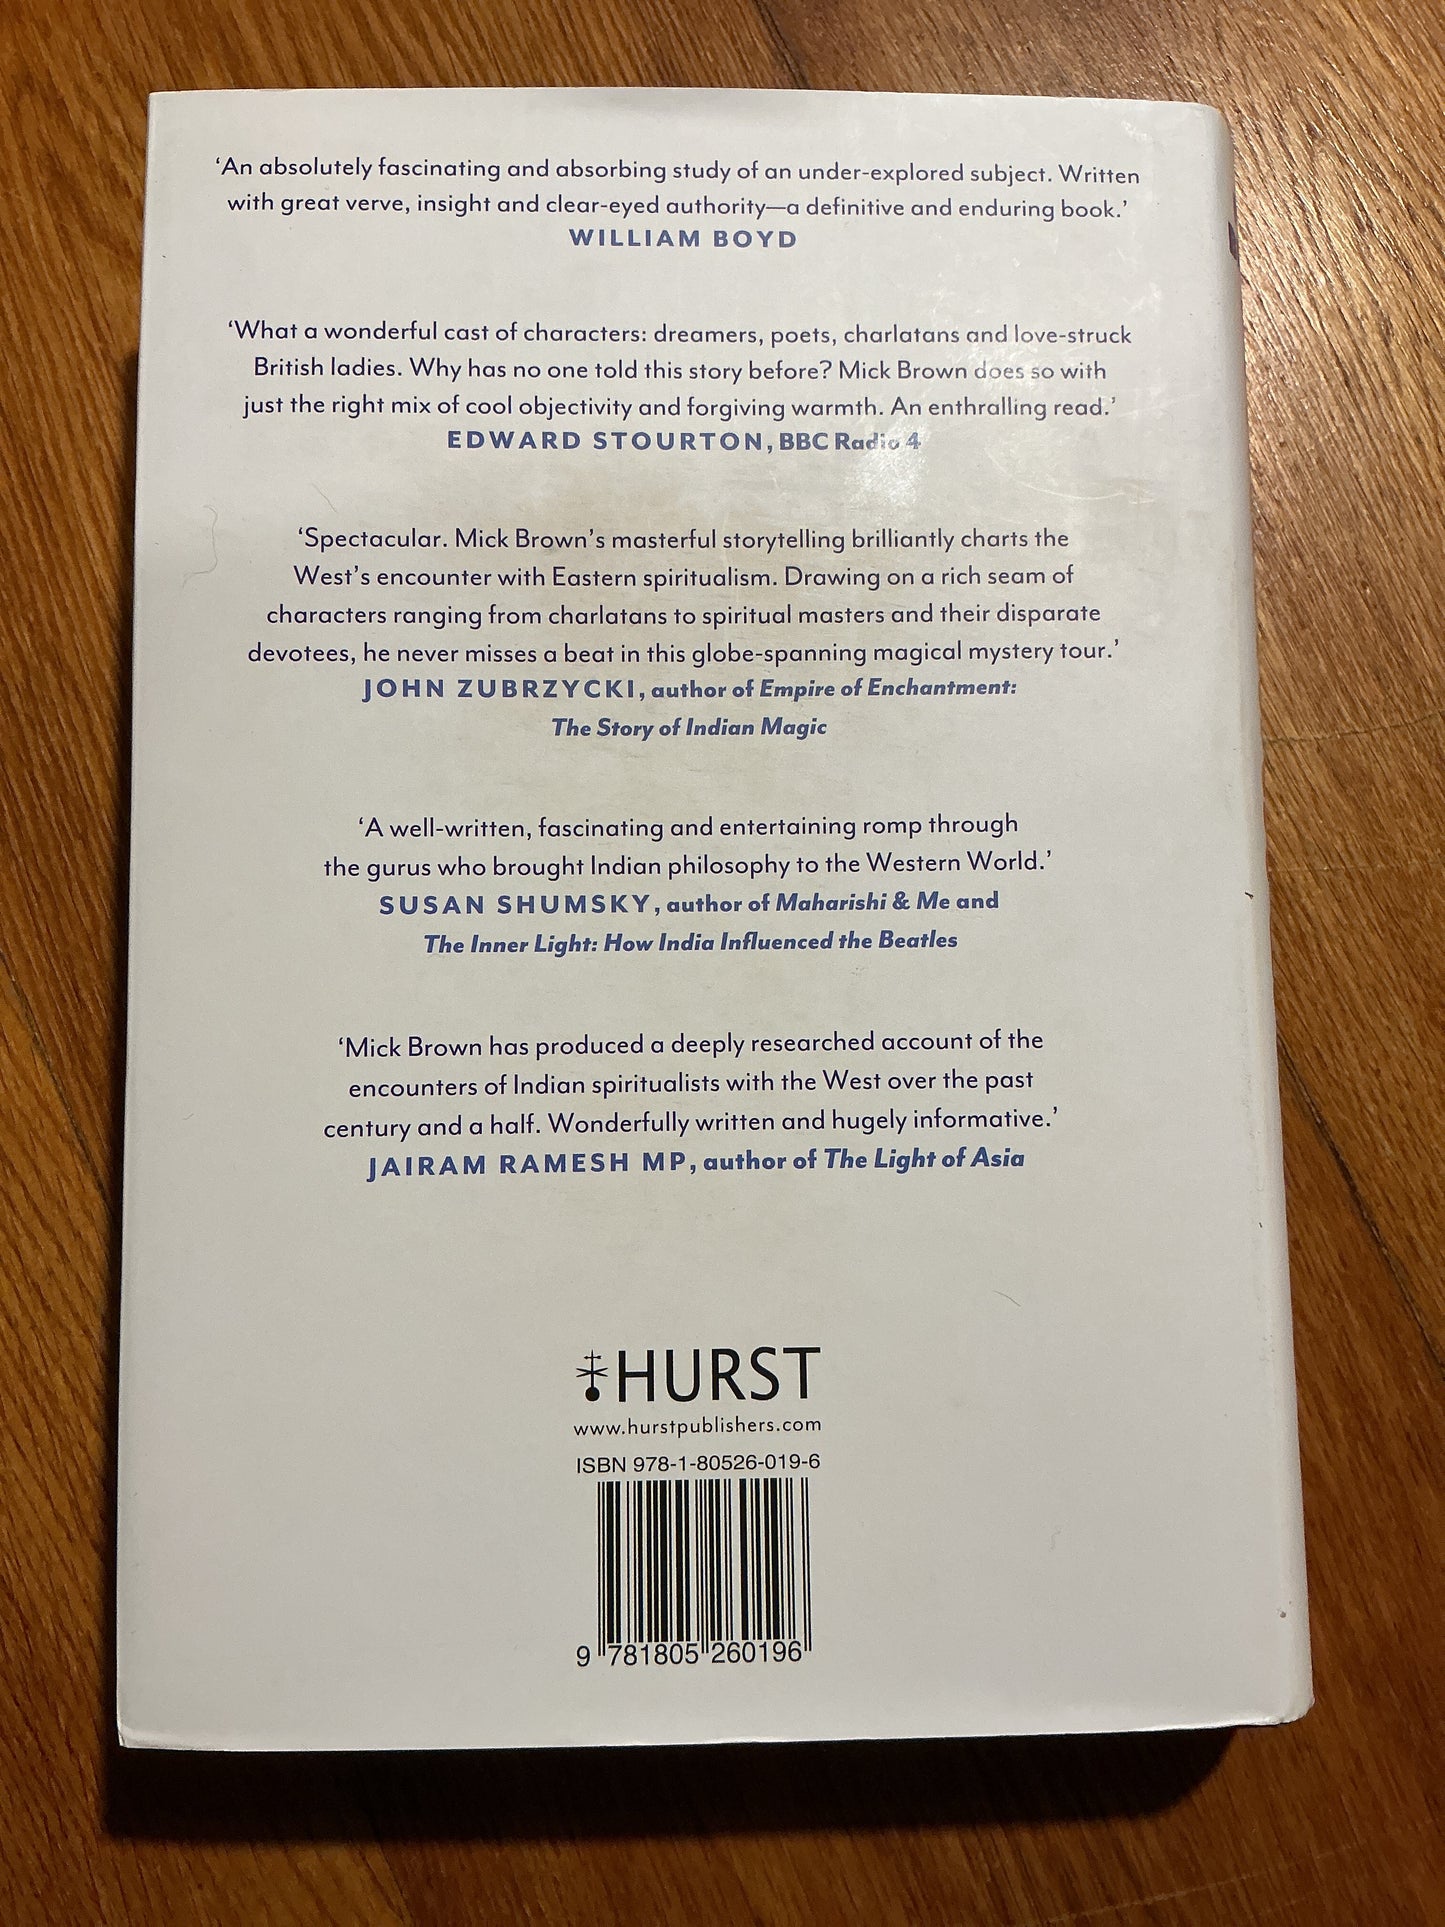 ‘An absolutely fascinating and absorbing study of an under-explored subject. Written
with great verve, insight and clear-eyed authority—a definitive and enduring book.’
WILLIAM BOYD
‘What a wonderful cast of characters: dreamers, poets, charlatans and love-struck
British ladies. Why has no one told this story before? Mick Brown does so with
just the right mix of cool objectivity and forgiving warmth. An enthralling read.’
EDWARD STOURTON, BBC Radio 4
‘Spectacular. Mick Brown’s masterful storytelling brilliantly charts the
West’s encounter with Eastern spiritualism. Drawing on a rich seam of
characters ranging from charlatans to spiritual masters and their disparate
devotees, he never misses a beat in this globe-spanning magical mystery tour.’
JOHN ZUBRZYCKI, author of Empire of Enchantment:
The Story of Indian Magic
‘A well-written, fascinating and entertaining romp through
the gurus who brought Indian philosophy to the Western World.’
SUSAN SHUMSKY, author of Maharishi & Me and
The Inner Light: How India Influenced the Beatles
‘Mick Brown has produced a deeply researched account of the
encounters of Indian spiritualists with the West over the past
century and a half. Wonderfully written and hugely informative.’
JAIRAM RAMESH MP, author of The Light of Asia
HURST
www.hurstpublishers.com
ISBN 978-1-80526-019-6
9 781805 260196